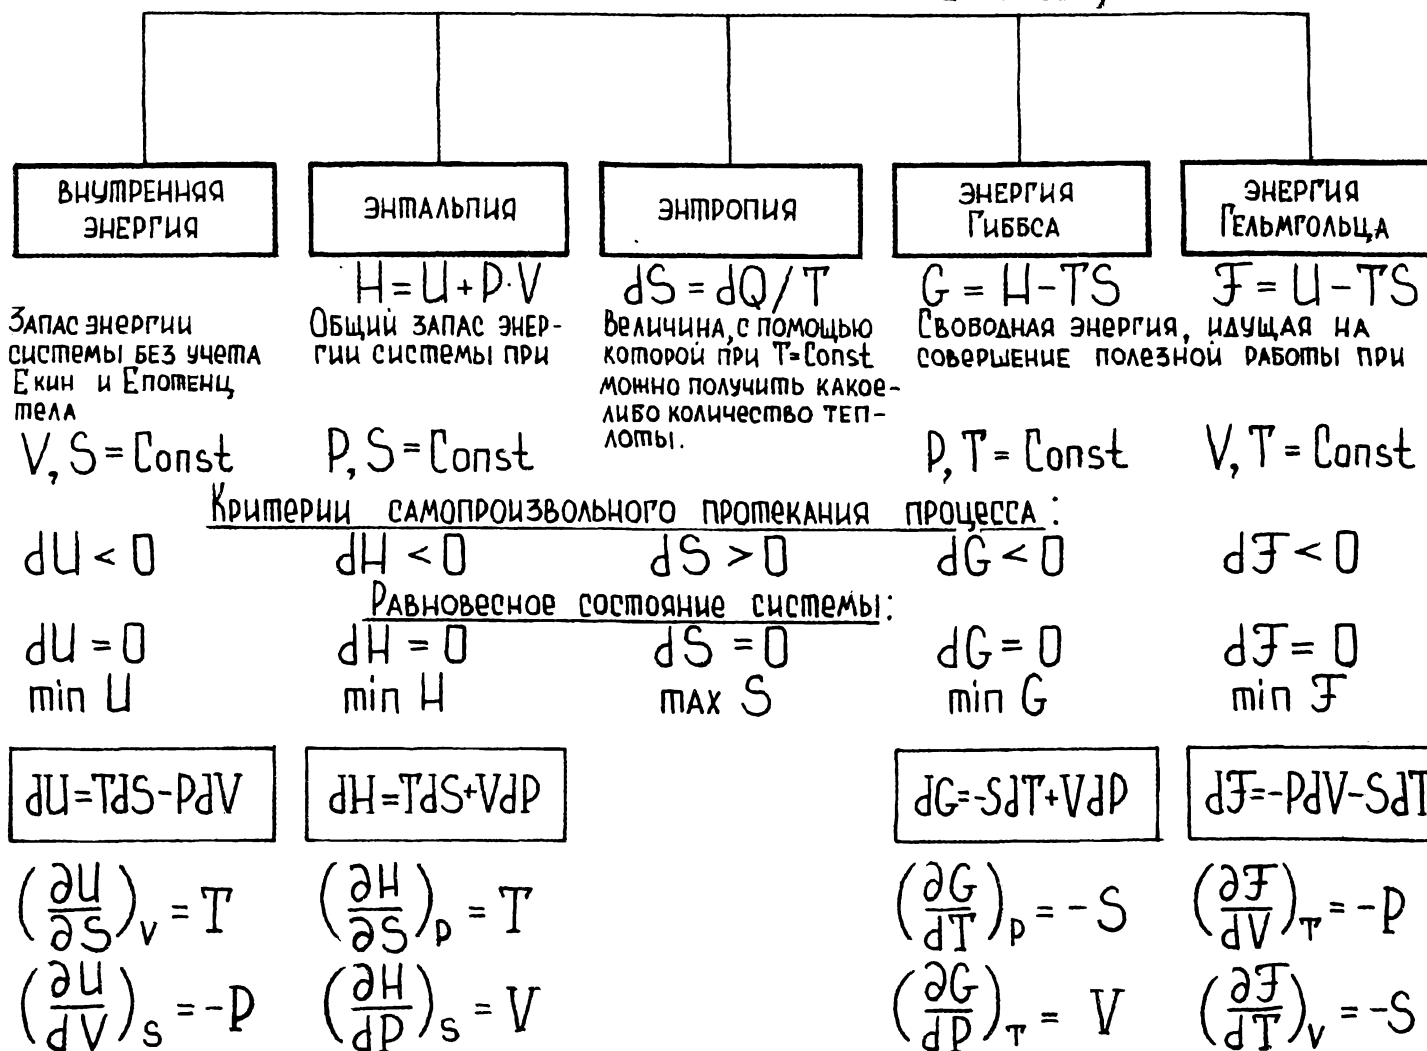 ВНУТРЕННЯЯ
ЭНЕРГИЯ
ЭНТАЛЬПИЯ
ЭНТРОПИЯ
ЭНЕРГИЯ
ГИББСА
ЭНЕРГИЯ
ГЕЛЬМГОЛЬЦА
H=U+P·V
dS=dQ/T
G=H-TS
F=U-TS
ЗАПАС ЭНЕРГИИ
СИСТЕМЫ БЕЗ УЧЕТА
Екин и Епотенц
ТЕЛА
ОБЩИЙ ЗАПАС ЭНЕР-
ГИИ СИСТЕМЫ ПРИ
ВЕЛИЧИНА, С ПОМОЩЬЮ
КОТОРОЙ ПРИ T=Const
МОЖНО ПОЛУЧИТЬ КАКОЕ-
ЛИБО КОЛИЧЕСТВО ТЕП-
ЛОТЫ.
СВОБОДНАЯ ЭНЕРГИЯ, ИДУЩАЯ НА
СОВЕРШЕНИЕ ПОЛЕЗНОЙ РАБОТЫ ПРИ
V, S = Const
P, S = Const
P, T = Const
V, T = Const
КРИТЕРИИ САМОПРОИЗВОЛЬНОГО ПРОТЕКАНИЯ ПРОЦЕССА:
dU < 0
dH < 0
dS > 0
dG < 0
dF < 0
РАВНОВЕСНОЕ СОСТОЯНИЕ СИСТЕМЫ:
dU = 0
dH = 0
dS = 0
dG = 0
dF = 0
min U
min H
max S
min G
min F
dU=TdS-PdV
dH=TdS+VdP
dG=-SdT+VdP
dF=-PdV-SdT
(∂U/∂S)V = T
(∂H/∂S)P = T
(∂G/dT)P = -S
(∂F/dV)T = -P
(∂U/dV)S = -P
(∂H/dP)S = V
(∂G/dP)T = V
(∂F/dT)V = -S